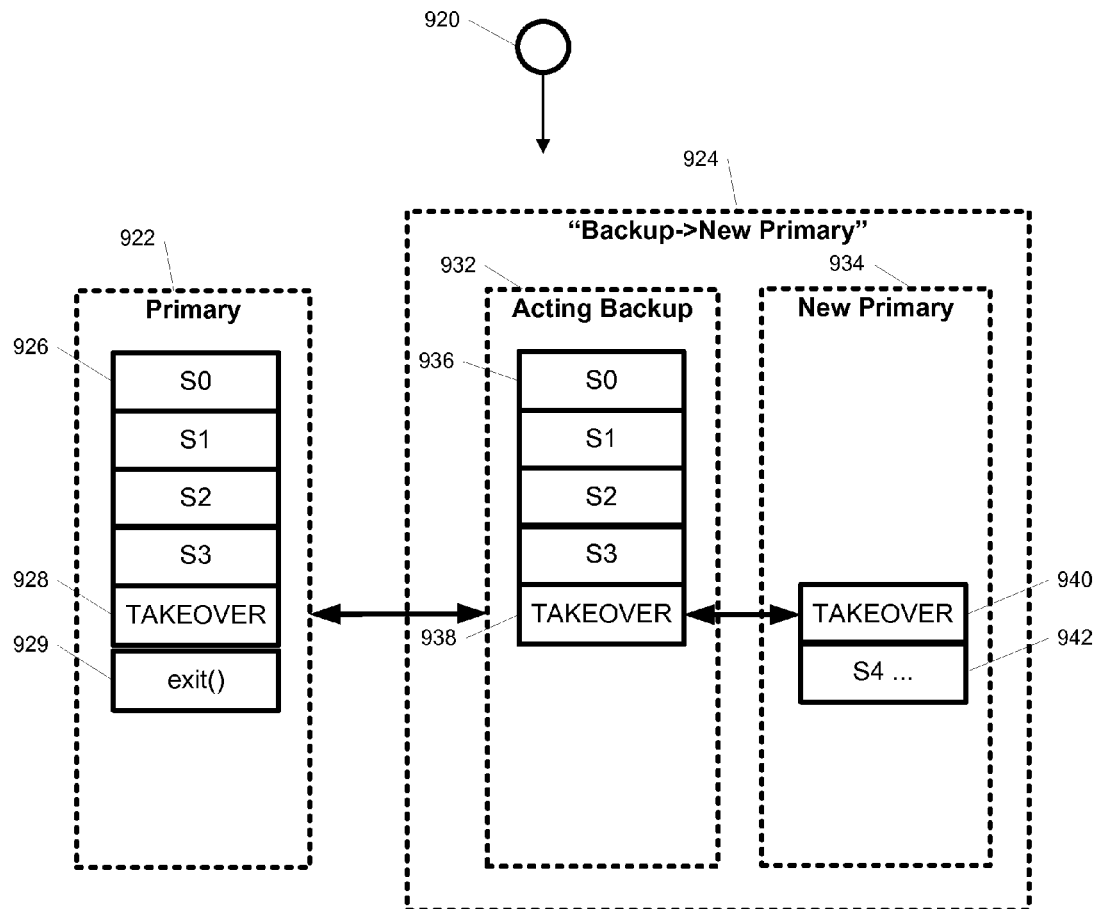 920
924
“Backup->New Primary”
922
932
934
Primary
Acting Backup
New Primary
926
S0
936
S0
S1
S1
S2
S2
S3
S3
928
TAKEOVER
938
TAKEOVER
TAKEOVER
940
929
exit()
S4 ...
942